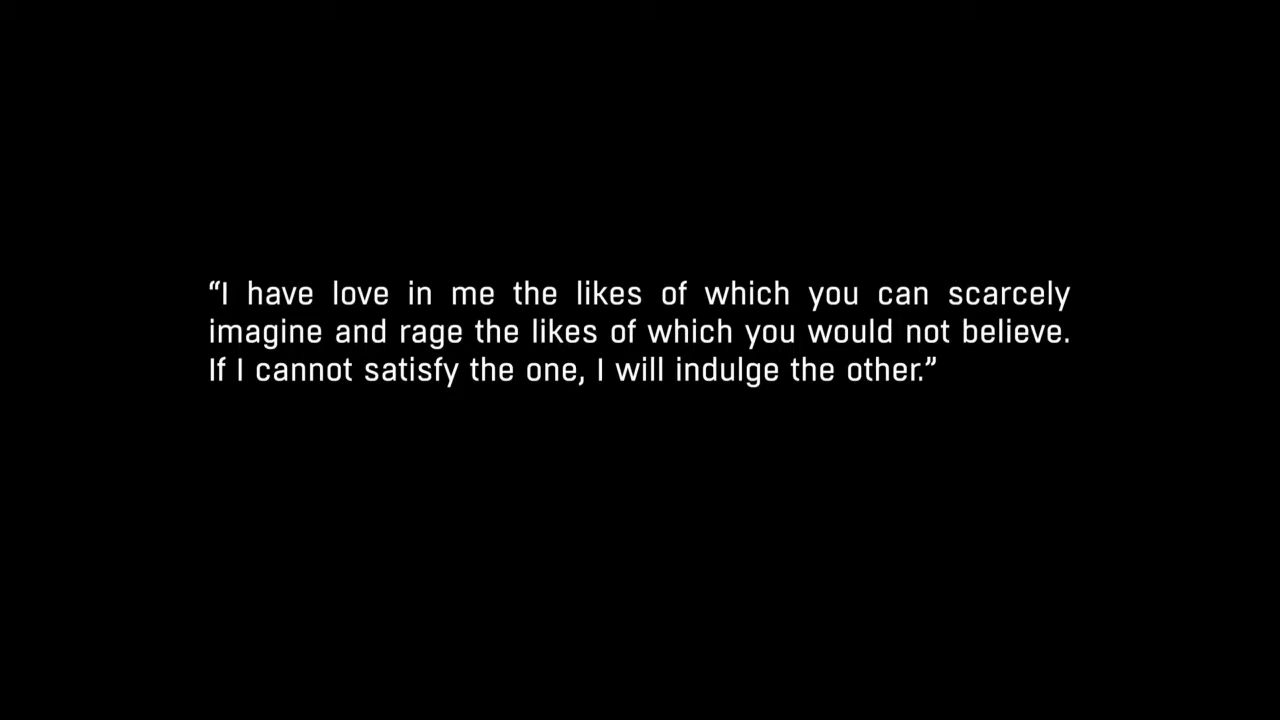 “I have love in me the likes of which you can scarcely
imagine and rage the likes of which you would not believe.
If I cannot satisfy the one, I will indulge the other.”